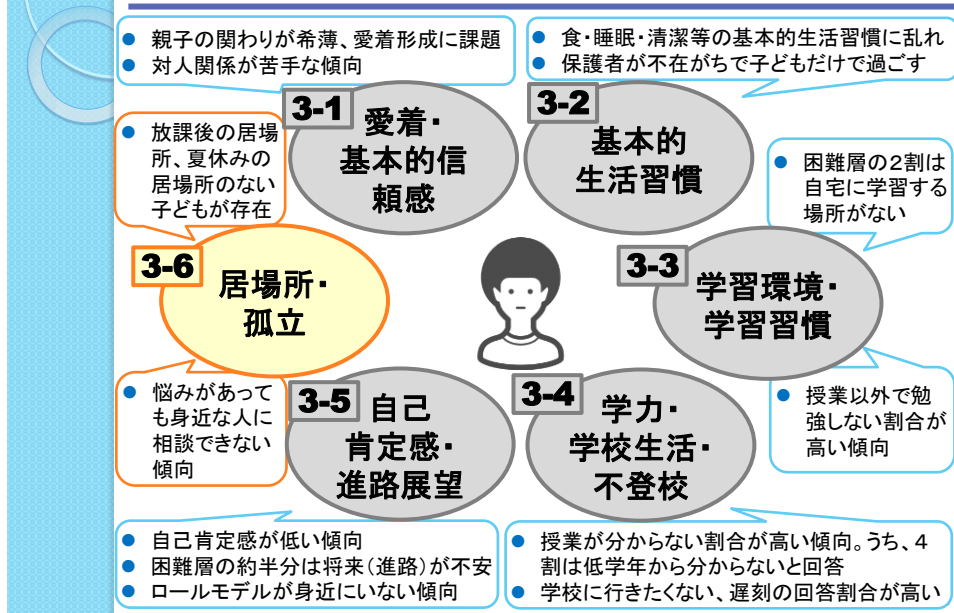 ● 親子の関わりが希薄、愛着形成に課題
● 対人関係が苦手な傾向
● 食・睡眠・清潔等の基本的生活習慣に乱れ
● 保護者が不在がちで子どもだけで過ごす
3-1
愛着・
基本的信
頼感
3-2
基本的
生活習慣
● 放課後の居場
所、夏休みの
居場所のない
子どもが存在
● 困難層の2割は
自宅に学習する
場所がない
3-6
居場所・
孤立
3-3
学習環境・
学習習慣
● 悩みがあって
も身近な人に
相談できない
傾向
3-5
自己
肯定感・
進路展望
3-4
学力・
学校生活・
不登校
● 授業以外で勉
強しない割合が
高い傾向
● 自己肯定感が低い傾向
● 困難層の約半分は将来(進路)が不安
● ロールモデルが身近にいない傾向
● 授業が分からない割合が高い傾向。うち、4
割は低学年から分からないと回答
● 学校に行きたくない、遅刻の回答割合が高い